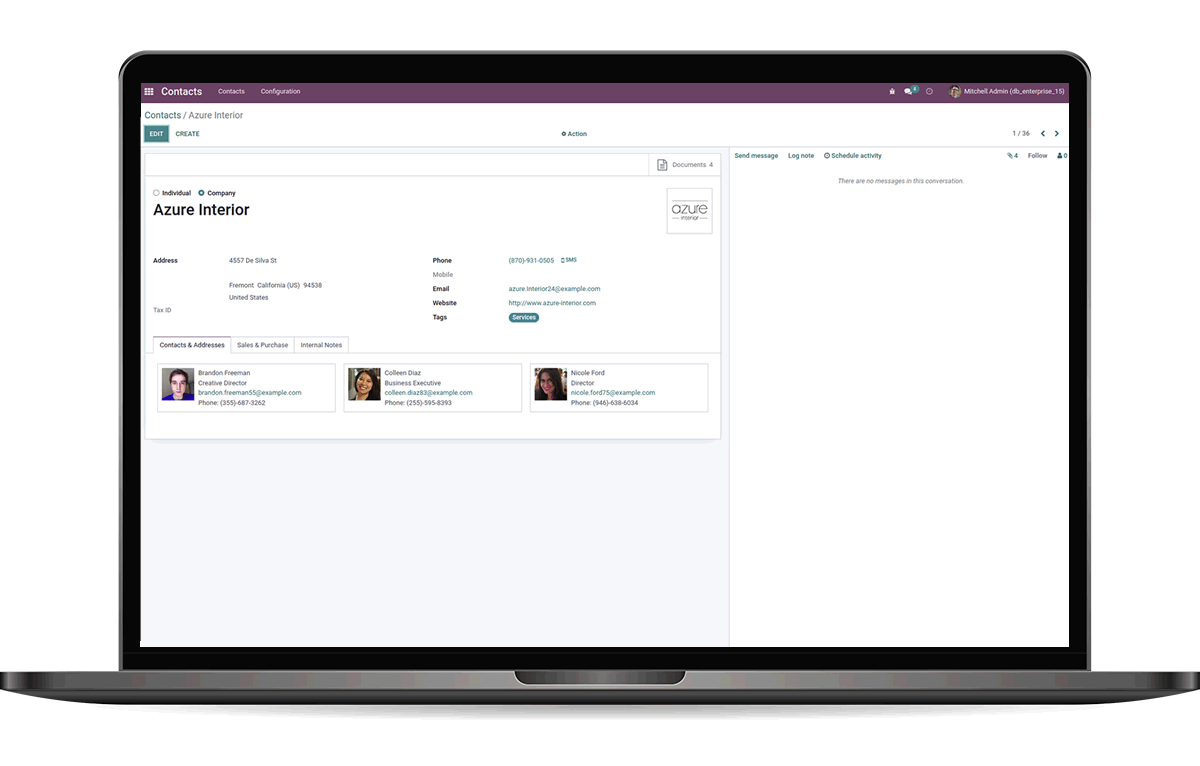 Contacts Contacts Configuration 4 Mitchell Admin (db_enterprise_15)
Contacts / Azure Interior
EDIT CREATE Action 1 / 36
Documents 4
Send message Log note Schedule activity 4 Follow 0
There are no messages in this conversation.
Individual Company
Azure Interior
azure
interior
Address 4557 De Silva St
Fremont California (US) 94538
United States
Tax ID
Phone (870)-931-0505 SMS
Mobile
Email azure.Interior24@example.com
Website http://www.azure-interior.com
Tags Services
Contacts & Addresses Sales & Purchase Internal Notes
Brandon Freeman
Creative Director
brandon.freeman55@example.com
Phone: (355)-687-3262
Colleen Diaz
Business Executive
colleen.diaz83@example.com
Phone: (255)-595-8393
Nicole Ford
Director
nicole.ford75@example.com
Phone: (946)-638-6034